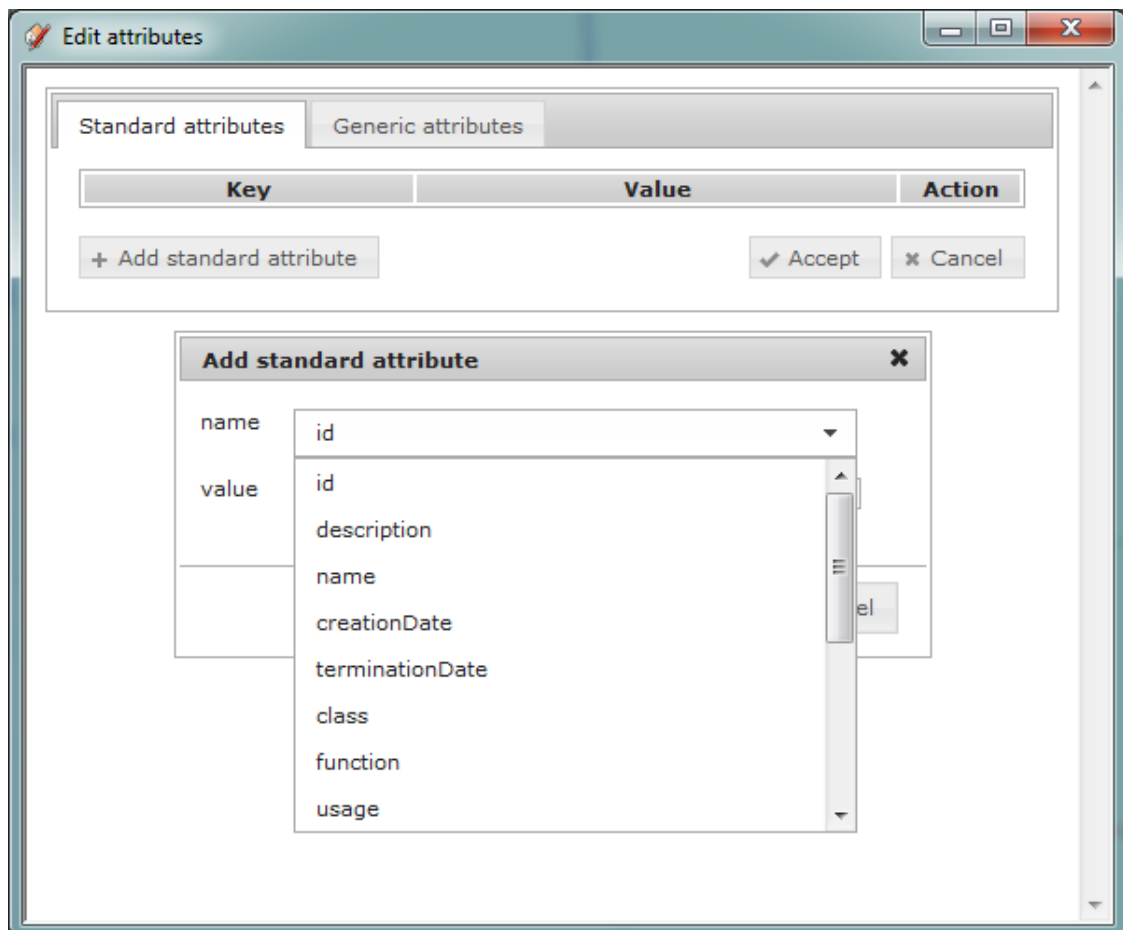 Edit attributes
Standard attributes Generic attributes
Key Value Action
+ Add standard attribute Accept Cancel
Add standard attribute
name id
value
id
description
name
creationDate
terminationDate
class
function
usage